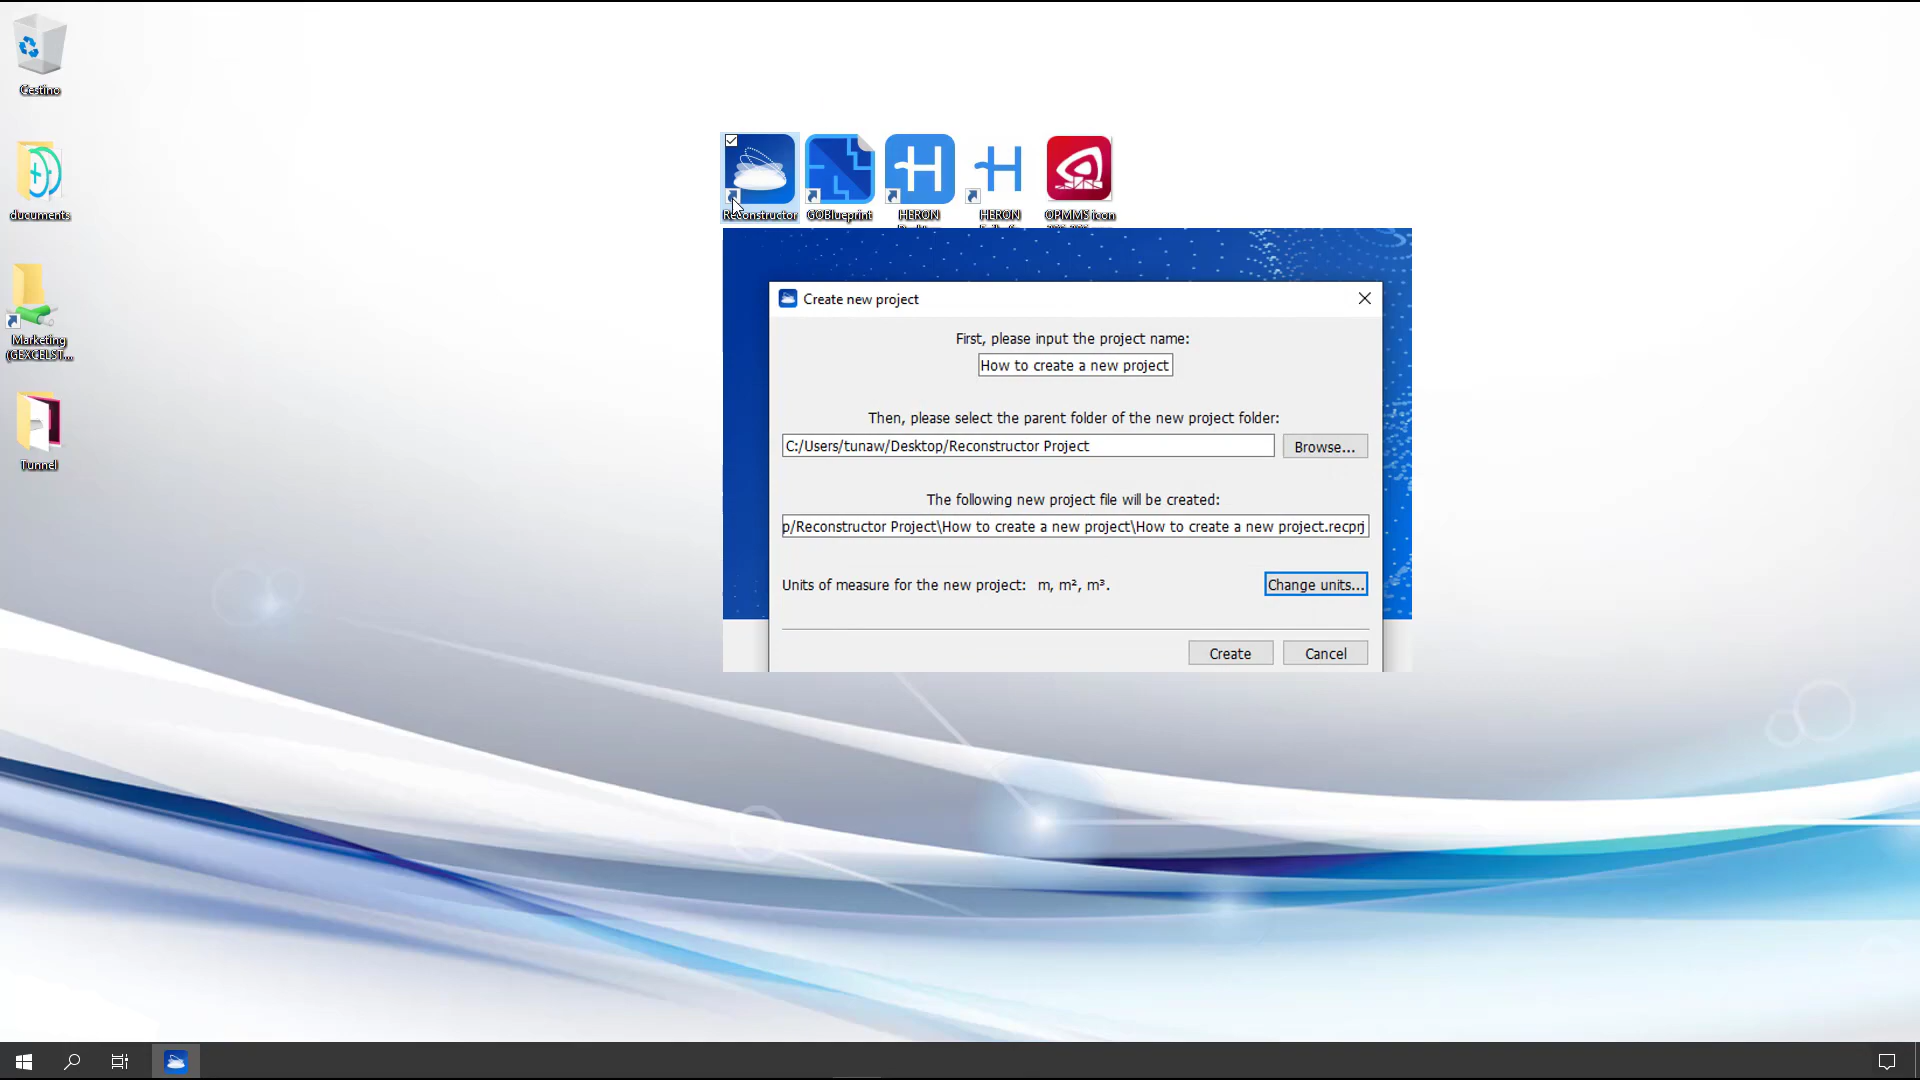 Cestino
ducuments
Marketing
(GEXCELST...
Tunnel
Reconstructor
GOBlueprint
HERON
HERON
OPMMS icon
Create new project
First, please input the project name:
How to create a new project
Then, please select the parent folder of the new project folder:
C:/Users/tunaw/Desktop/Reconstructor Project
Browse...
The following new project file will be created:
p/Reconstructor Project\How to create a new project\How to create a new project.recprj
Units of measure for the new project: m, m², m³.
Change units...
Create
Cancel